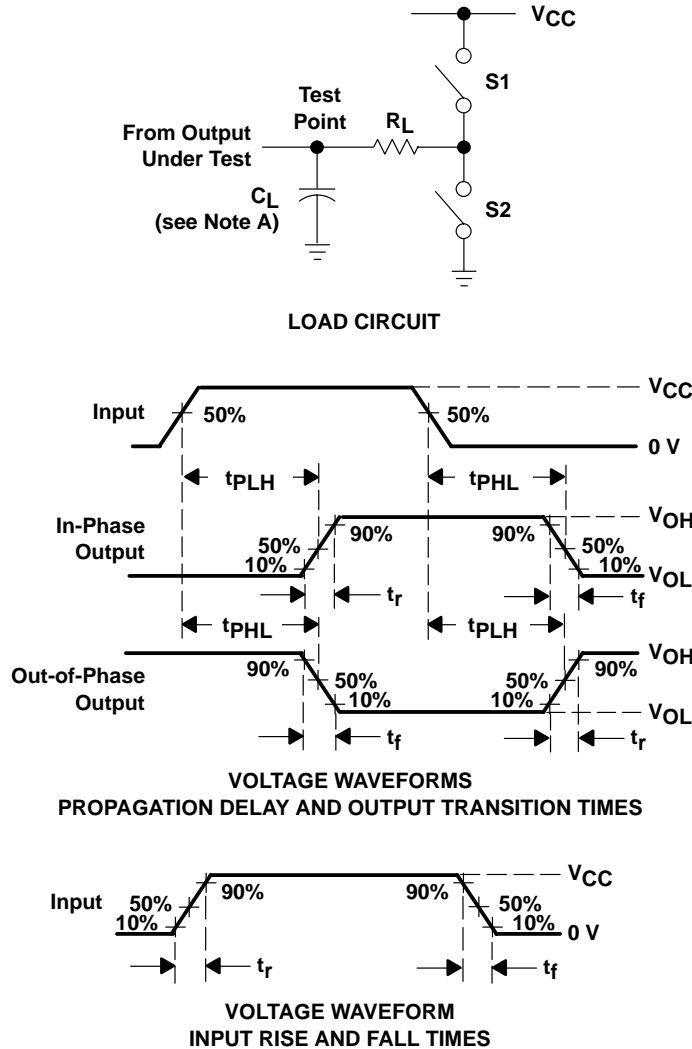 VCC
S1
Test
Point
RL
From Output
Under Test
CL
(see Note A)
S2
LOAD CIRCUIT
Input
50%
50%
VCC
0 V
tPLH
tPHL
In-Phase
Output
50%
10%
90%
90%
50%
10%
VOH
VOL
tr
tf
tPHL
tPLH
Out-of-Phase
Output
90%
50%
10%
50%
10%
90%
VOH
VOL
tf
tr
VOLTAGE WAVEFORMS
PROPAGATION DELAY AND OUTPUT TRANSITION TIMES
Input
50%
10%
90%
90%
50%
10%
VCC
0 V
tr
tf
VOLTAGE WAVEFORM
INPUT RISE AND FALL TIMES